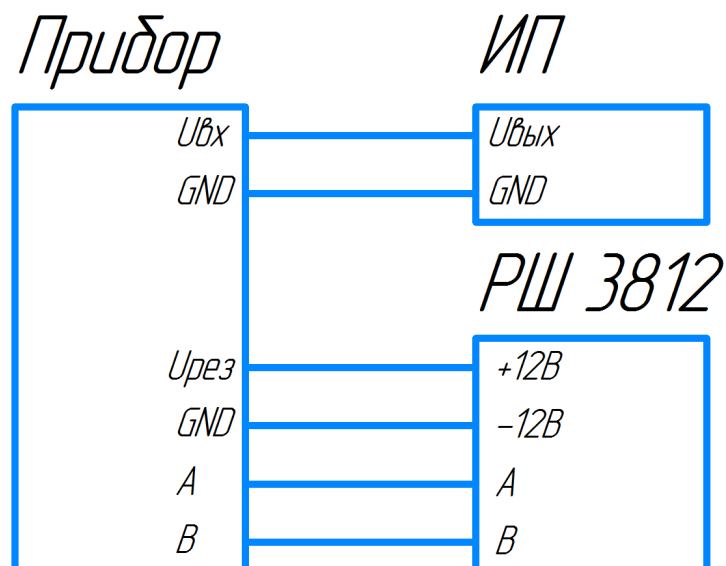 Прибор ИП
Uвх Uвых
GND GND
РШ 3812
Uрез +12В
GND -12В
A A
B B